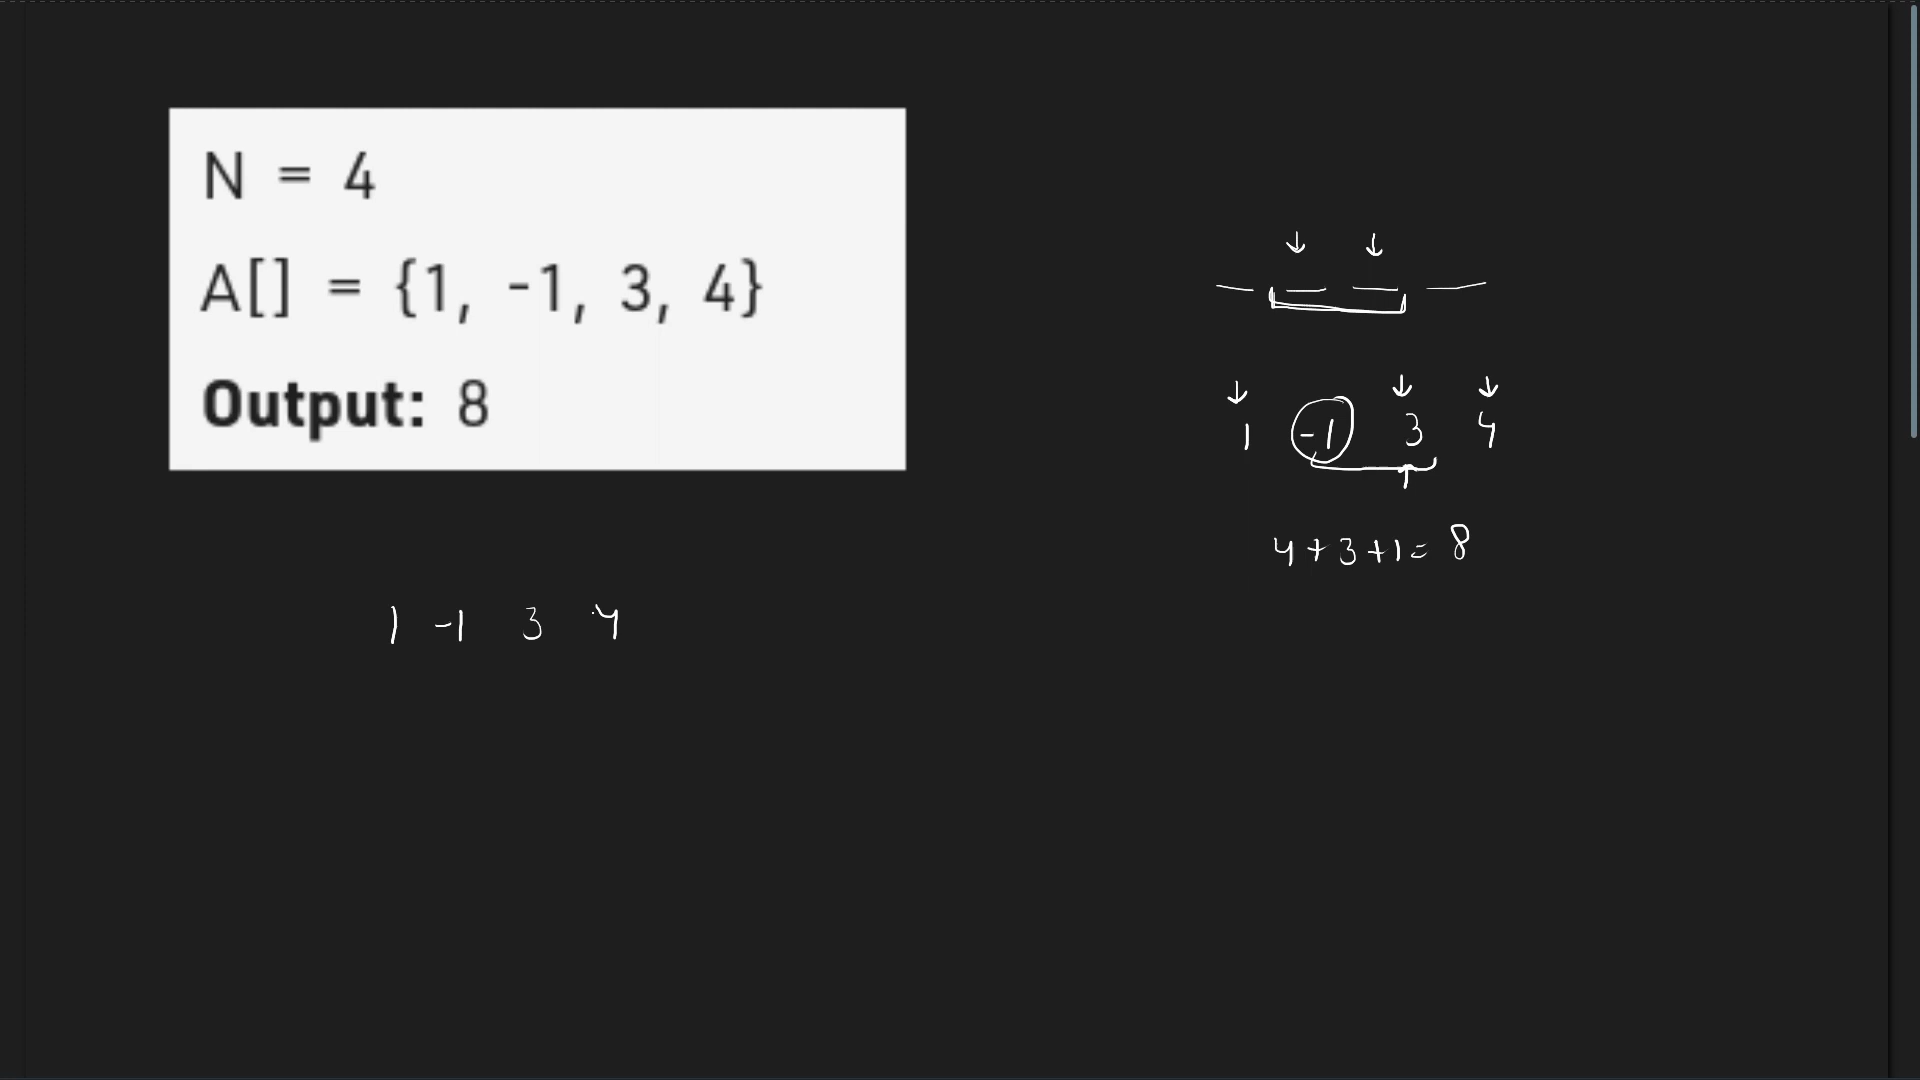 N = 4
A[] = {1, -1, 3, 4}
Output: 8
1 -1 3 4
4+3+1= 8
1 -1 3 4